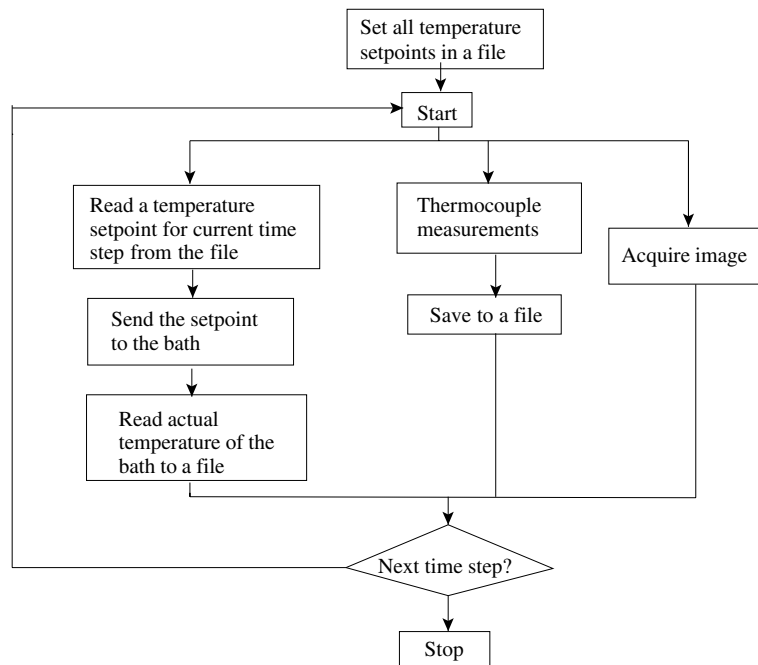 Set all temperature
setpoints in a file
Start
Read a temperature
setpoint for current time
step from the file
Thermocouple
measurements
Acquire image
Send the setpoint
to the bath
Save to a file
Read actual
temperature of the
bath to a file
Next time step?
Stop